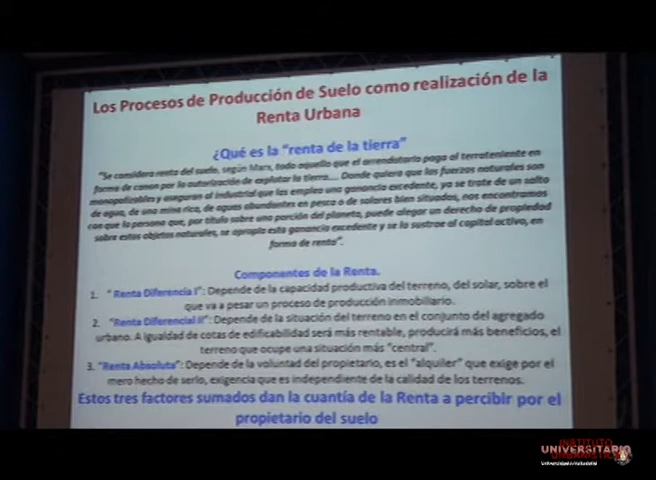 Los Procesos de Producción de Suelo como realización de la
Renta Urbana
¿Qué es la "renta de la tierra"
"Se considera renta del suelo, según Marx, todo aquello que el arrendatario paga al terrateniente en
forma de canon por la autorización de explotar la tierra.... Donde quiera que las fuerzas naturales son
monopolizables y aseguran al industrial que las emplea una ganancia excedente, ya se trate de un salto
de agua, de una mina rica, de aguas abundantes en pesca o de solares bien situados, nos encontramos
con que la persona que, por título sobre una porción del planeta, puede alegar un derecho de propiedad
sobre estos objetos naturales, se apropia esta ganancia excedente y se la sustrae al capital activo, en
forma de renta".
Componentes de la Renta.
1. " Renta Diferencia I": Depende de la capacidad productiva del terreno, del solar, sobre el
que va a pesar un proceso de producción inmobiliario.
2. "Renta Diferencial II": Depende de la situación del terreno en el conjunto del agregado
urbano. A igualdad de cotas de edificabilidad será más rentable, producirá más beneficios, el
terreno que ocupe una situación más "central".
3. "Renta Absoluta": Depende de la voluntad del propietario, es el "alquiler" que exige por el
mero hecho de serlo, exigencia que es independiente de la calidad de los terrenos.
Estos tres factores sumados dan la cuantía de la Renta a percibir por el
propietario del suelo
INSTITUTO
UNIVERSITARIO